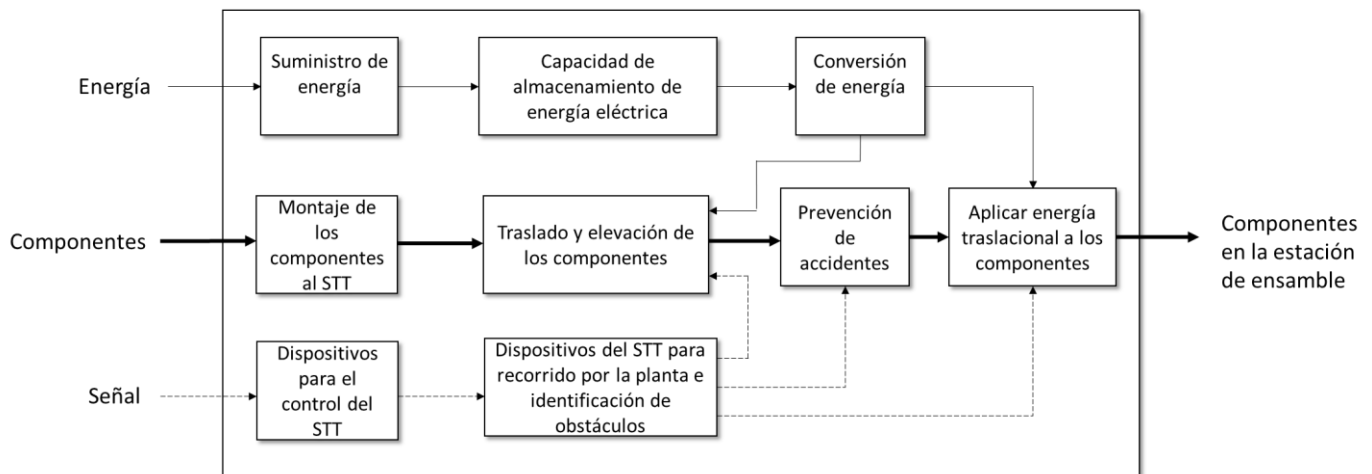 Energía
Suministro de
energía
Capacidad de
almacenamiento de
energía eléctrica
Conversión
de energía
Componentes
Montaje de
los
componentes
al STT
Traslado y elevación de
los componentes
Prevención
de
accidentes
Aplicar energía
traslacional a los
componentes
Componentes
en la estación
de ensamble
Señal
Dispositivos
para el
control del
STT
Dispositivos del STT para
recorrido por la planta e
identificación de
obstáculos